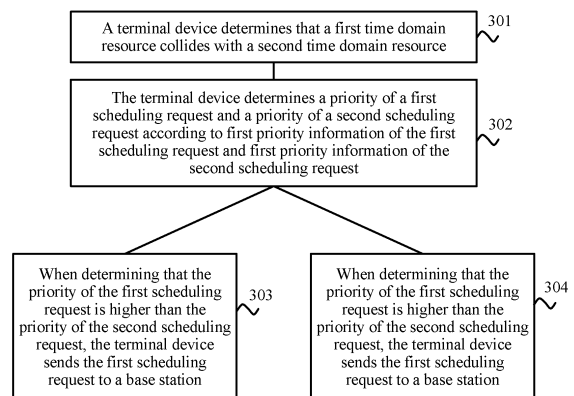 A terminal device determines that a first time domain
resource collides with a second time domain resource
301
The terminal device determines a priority of a first
scheduling request and a priority of a second scheduling
request according to first priority information of the first
scheduling request and first priority information of the
second scheduling request
302
When determining that the
priority of the first scheduling
request is higher than the
priority of the second scheduling
request, the terminal device
sends the first scheduling
request to a base station
303
When determining that the
priority of the first scheduling
request is higher than the
priority of the second scheduling
request, the terminal device
sends the first scheduling
request to a base station
304